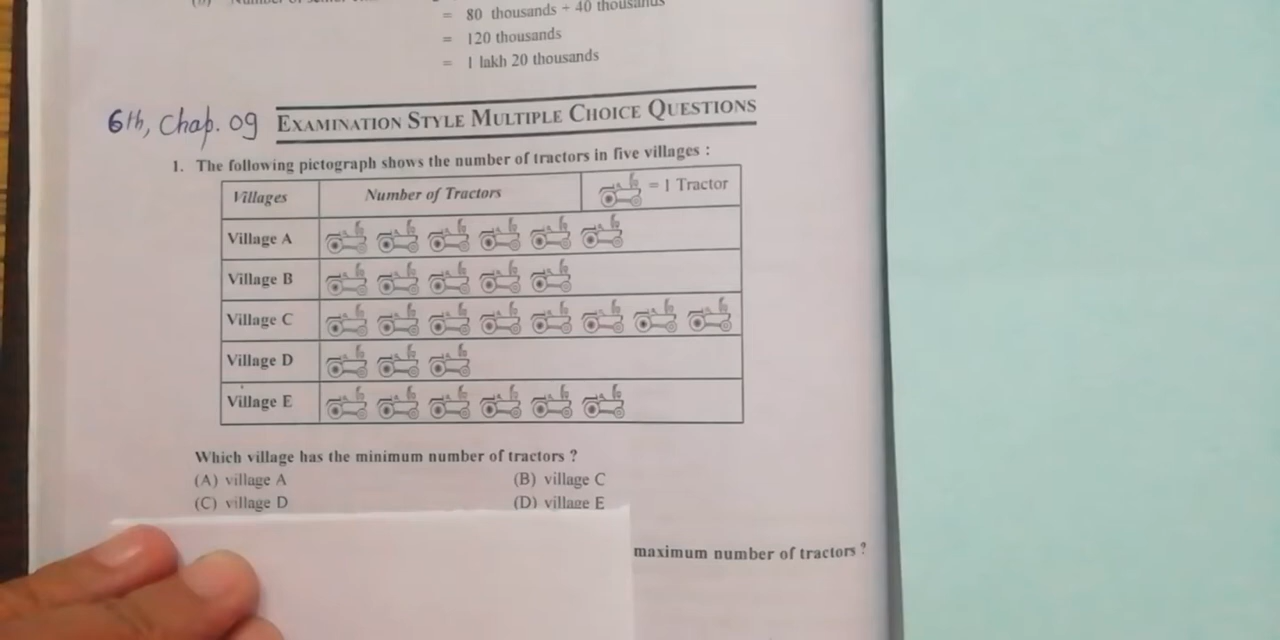 = 80 thousands + 40 thousands
= 120 thousands
= 1 lakh 20 thousands
6th, Chap. 09 EXAMINATION STYLE MULTIPLE CHOICE QUESTIONS
1. The following pictograph shows the number of tractors in five villages :
Villages Number of Tractors = 1 Tractor
Village A
Village B
Village C
Village D
Village E
Which village has the minimum number of tractors ?
(A) village A (B) village C
(C) village D (D) village E
maximum number of tractors ?